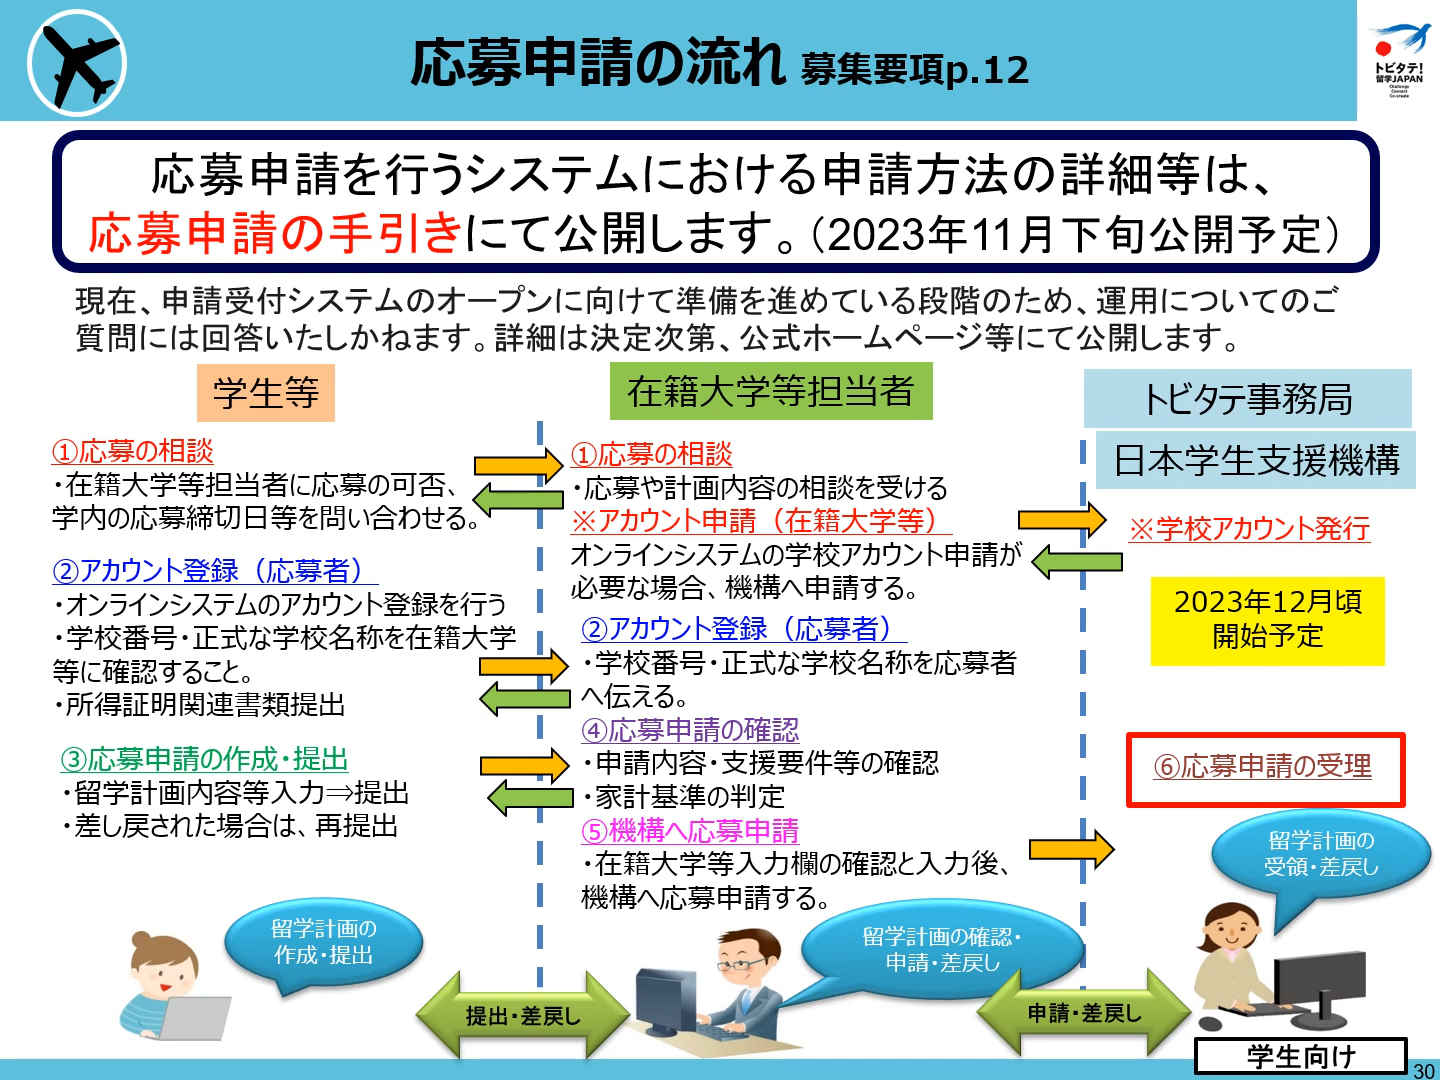 応募申請の流れ 募集要項p.12
トビタテ!
留学JAPAN
Challenge
Connect
Co-create
応募申請を行うシステムにおける申請方法の詳細等は、
応募申請の手引きにて公開します。（2023年11月下旬公開予定）
現在、申請受付システムのオープンに向けて準備を進めている段階のため、運用についてのご
質問には回答いたしかねます。詳細は決定次第、公式ホームページ等にて公開します。
学生等
①応募の相談
・在籍大学等担当者に応募の可否、
学内の応募締切日等を問い合わせる。
②アカウント登録（応募者）
・オンラインシステムのアカウント登録を行う
・学校番号・正式な学校名称を在籍大学
等に確認すること。
・所得証明関連書類提出
③応募申請の作成・提出
・留学計画内容等入力⇒提出
・差し戻された場合は、再提出
留学計画の
作成・提出
提出・差戻し
在籍大学等担当者
①応募の相談
・応募や計画内容の相談を受ける
※アカウント申請（在籍大学等）
オンラインシステムの学校アカウント申請が
必要な場合、機構へ申請する。
②アカウント登録（応募者）
・学校番号・正式な学校名称を応募者
へ伝える。
④応募申請の確認
・申請内容・支援要件等の確認
・家計基準の判定
⑤機構へ応募申請
・在籍大学等入力欄の確認と入力後、
機構へ応募申請する。
留学計画の確認・
申請・差戻し
申請・差戻し
トビタテ事務局
日本学生支援機構
※学校アカウント発行
2023年12月頃
開始予定
⑥応募申請の受理
留学計画の
受領・差戻し
学生向け
30